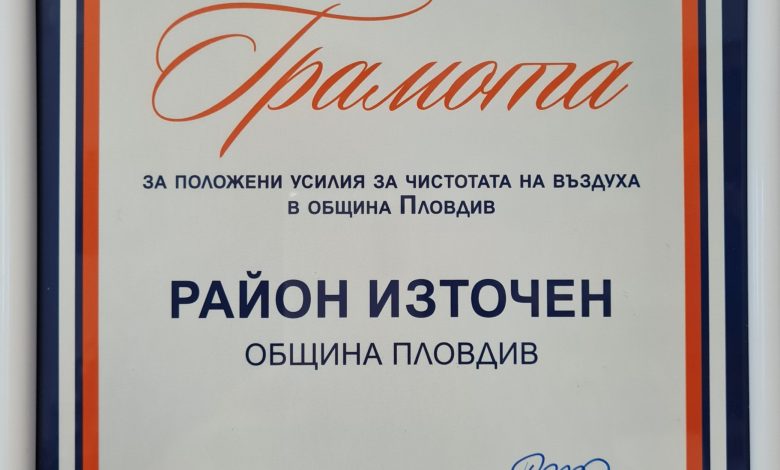 Грамота
ЗА ПОЛОЖЕНИ УСИЛИЯ ЗА ЧИСТОТАТА НА ВЪЗДУХА
В ОБЩИНА ПЛОВДИВ
РАЙОН ИЗТОЧЕН
ОБЩИНА ПЛОВДИВ